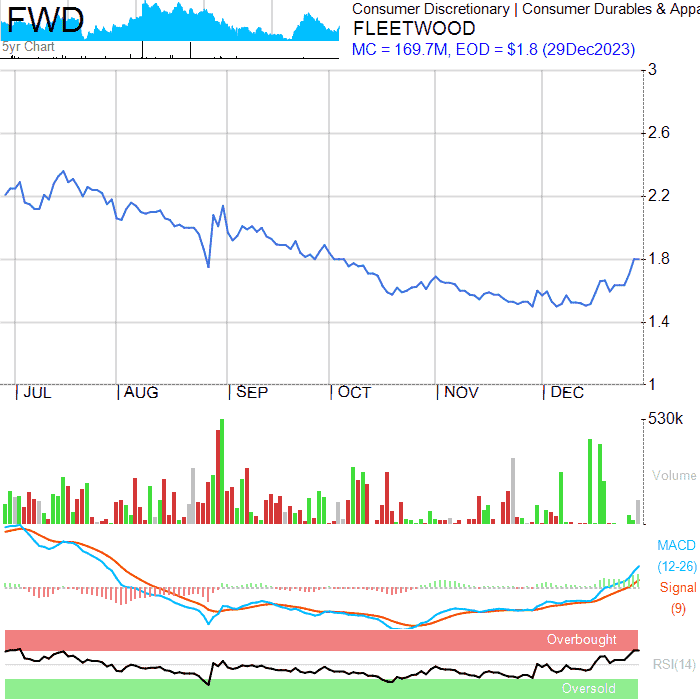 FWD
5yr Chart
Consumer Discretionary | Consumer Durables & Appa
FLEETWOOD
MC = 169.7M, EOD = $1.8 (29Dec2023)
3
2.6
2.2
1.8
1.4
1
JUL AUG SEP OCT NOV DEC
530k
Volume
MACD
(12-26)
Signal
(9)
Overbought
RSI(14)
Oversold